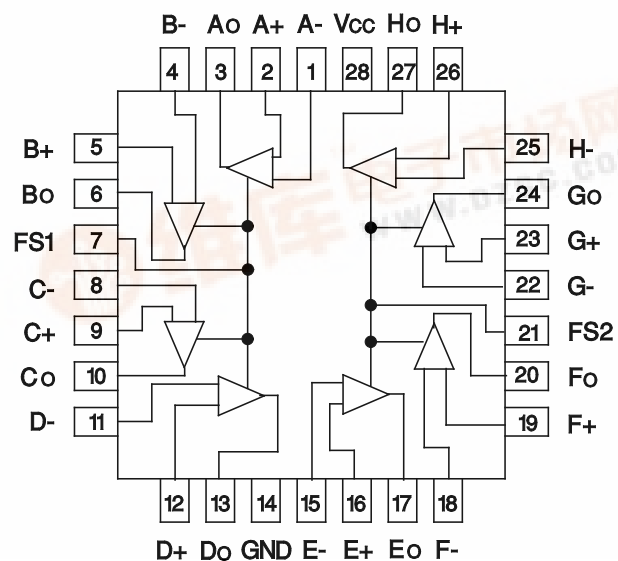 B- Ao A+ A- Vcc Ho H+
4 3 2 1 28 27 26
B+ 5 25 H-
Bo 6 24 Go
FS1 7 23 G+
C- 8 22 G-
C+ 9 21 FS2
Co 10 20 Fo
D- 11 19 F+
12 13 14 15 16 17 18
D+ Do GND E- E+ Eo F-